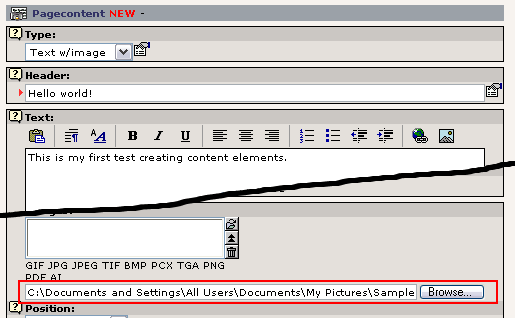 Pagecontent NEW -
Type:
Text w/image
Header:
Hello world!
Text:
B I U
This is my first test creating content elements.
GIF JPG JPEG TIF BMP PCX TGA PNG
PDF AI
C:\Documents and Settings\All Users\Documents\My Pictures\Sample
Browse...
Position: